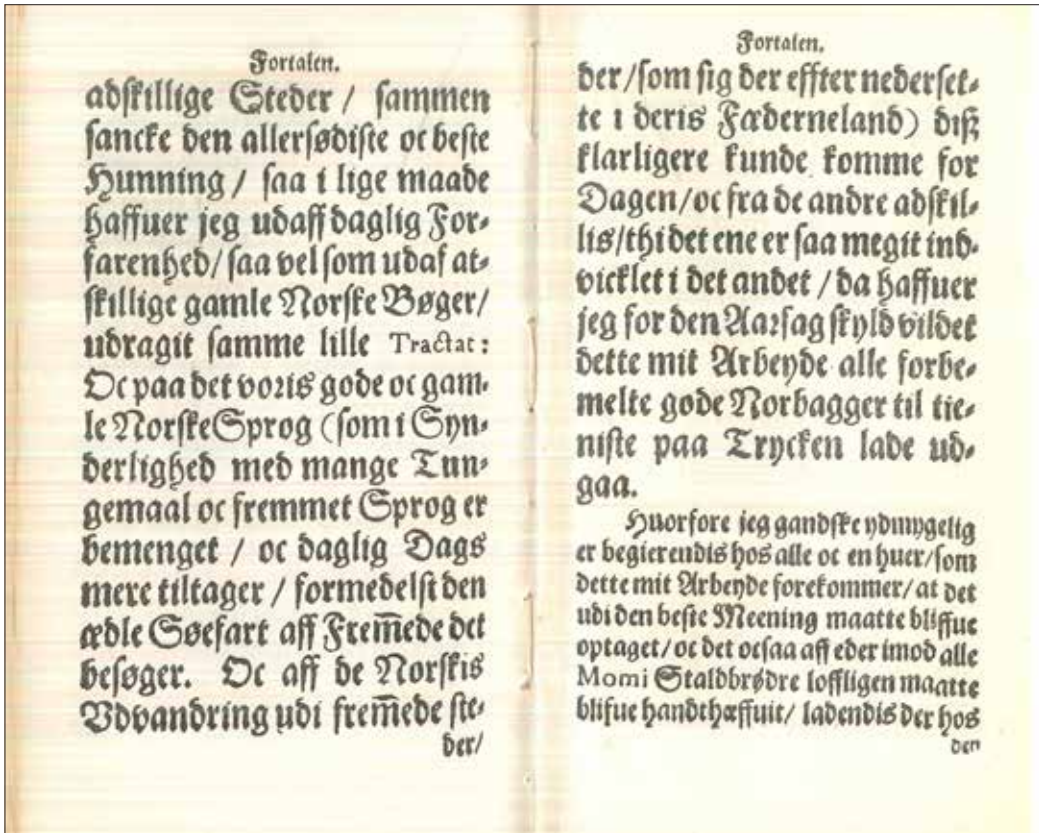 Fortalen.
adskillige Steder / sammen
sancke den allersødiste oc beste
Hunning / saa i lige maade
haffuer jeg udaff daglig For-
farenhed/ saa vel som udaf at-
skillige gamle Norske Bøger/
udragit samme lille Tractat:
Oc paa det voris gode oc gam-
le Norske Sprog (som i Syn-
derlighed med mange Tun-
gemaal oc fremmet Sprog er
bemenget / oc daglig Dags
mere tiltager / formedelst den
ædle Søefart aff Frem̅ede det
besøger. Oc aff de Norskis
Vdvandring udi frem̅ede ste-
der/
Fortalen.
der/som sig der effter nederset-
te i deris Fæderneland) diß
klarligere kunde komme for
Dagen/oc fra de andre adskil-
lis/thi det ene er saa megit ind-
vicklet i det andet / da haffuer
jeg for den Aarsag skyld vildet
dette mit Arbeyde alle forbe-
melte gode Norbagger til tie-
niste paa Trycken lade ud-
gaa.
Huorfore jeg gandske ydmygelig
er begierendis hos alle oc en huer/som
dette mit Arbeyde forekommer/ at det
udi den beste Meening maatte bliffue
optaget/oc det ocsaa aff eder imod alle
Momi Staldbrødre loffligen maatte
blifue handthæffuit/ ladendis der hos
den